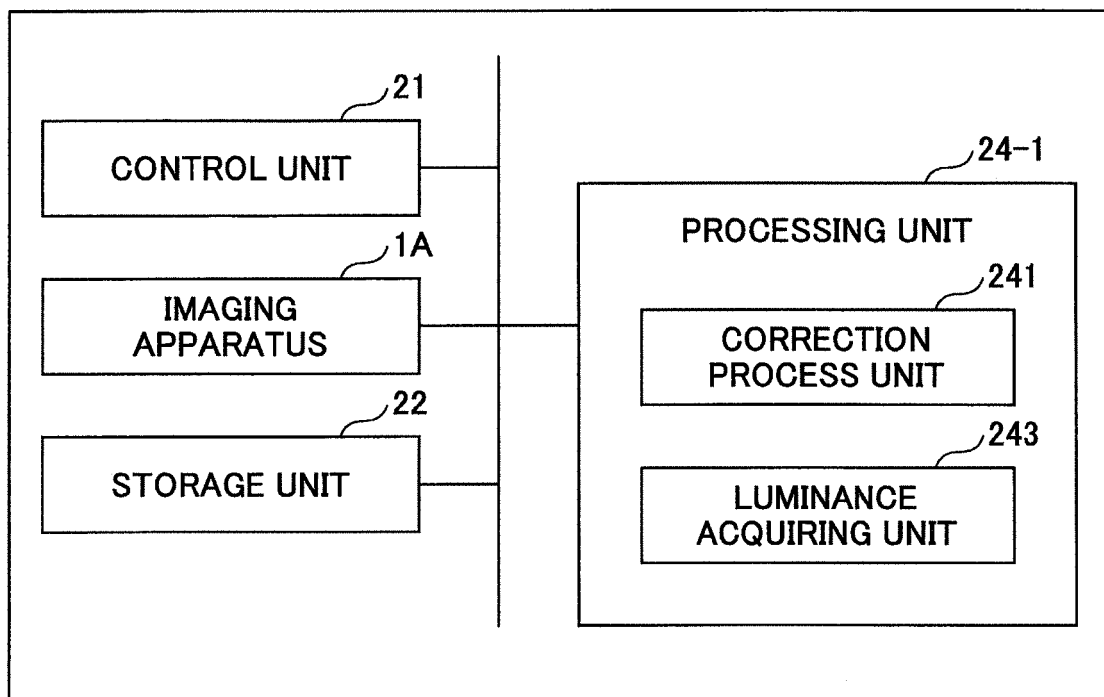 21
CONTROL UNIT
1A
IMAGING
APPARATUS
22
STORAGE UNIT
24-1
PROCESSING UNIT
241
CORRECTION
PROCESS UNIT
243
LUMINANCE
ACQUIRING UNIT